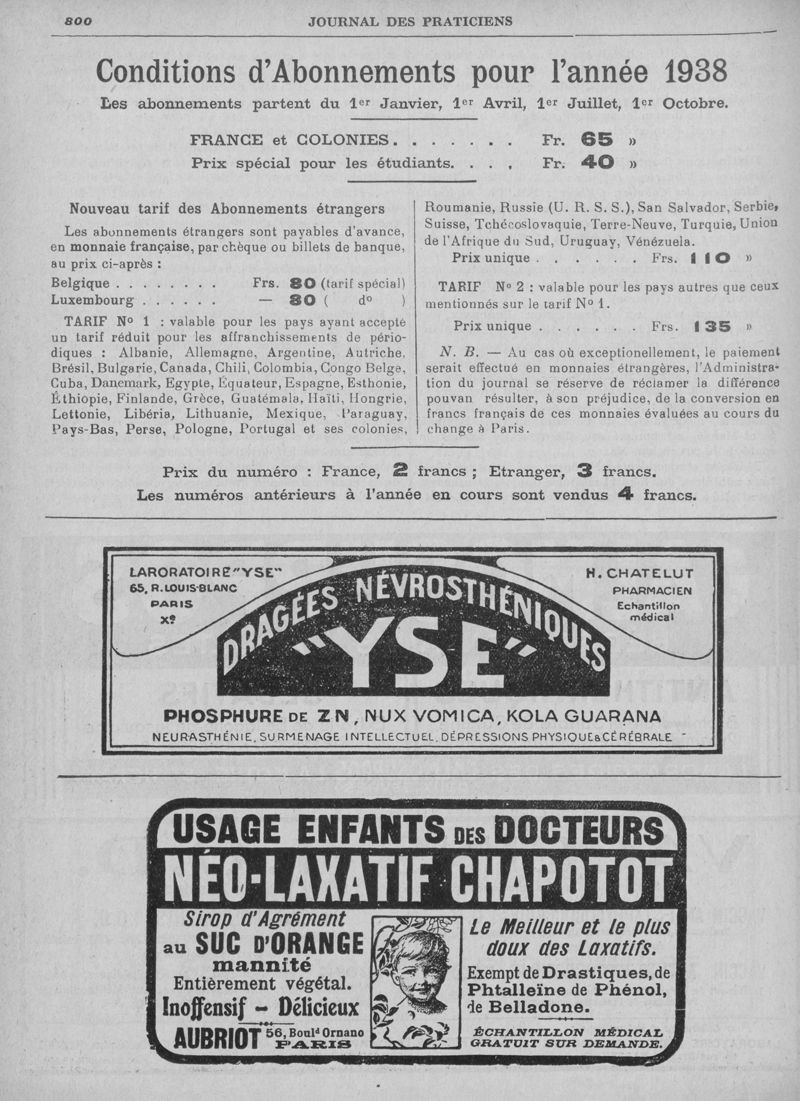 800
JOURNAL DES PRATICIENS
Conditions d'Abonnements pour l'année 1938
Les abonnements partent du 1er Janvier, 1er Avril, 1er Juillet, 1er Octobre.
FRANCE et COLONIES. . . . . . . Fr. 65 »
Prix spécial pour les étudiants. . . . Fr. 40 »
Nouveau tarif des Abonnements étrangers
Les abonnements étrangers sont payables d'avance,
en monnaie française, par chèque ou billets de banque,
au prix ci-après :
Belgique . . . . . . . . Frs. 80 (tarif spécial)
Luxembourg . . . . . . — 80 ( do )
TARIF No 1 : valable pour les pays ayant accepté
un tarif réduit pour les affranchissements de pério-
diques : Albanie, Allemagne, Argentine, Autriche,
Brésil, Bulgarie, Canada, Chili, Colombia, Congo Belge,
Cuba, Danemark, Egypte, Équateur, Espagne, Esthonie,
Éthiopie, Finlande, Grèce, Guatémala, Haïti, Hongrie,
Lettonie, Libéria, Lithuanie, Mexique, Paraguay,
Pays-Bas, Perse, Pologne, Portugal et ses colonies,
Roumanie, Russie (U. R. S. S.), San Salvador, Serbie,
Suisse, Tchécoslovaquie, Terre-Neuve, Turquie, Union
de l'Afrique du Sud, Uruguay, Vénézuela.
Prix unique . . . . . . Frs. 110 »
TARIF No 2 : valable pour les pays autres que ceux
mentionnés sur le tarif No 1.
Prix unique . . . . . . Frs. 135 »
N. B. — Au cas où exceptionellement, le paiement
serait effectué en monnaies étrangères, l'Administra-
tion du journal se réserve de réclamer la différence
pouvan résulter, à son préjudice, de la conversion en
francs français de ces monnaies évaluées au cours du
change à Paris.
Prix du numéro : France, 2 francs ; Etranger, 3 francs.
Les numéros antérieurs à l'année en cours sont vendus 4 francs.
LARORATOIRE "YSE"
65, R. LOUIS-BLANC
PARIS
Xe
H. CHATELUT
PHARMACIEN
Echantillon
médical
DRAGÉES NÉVROSTHÉNIQUES
"YSE"
PHOSPHURE DE ZN, NUX VOMICA, KOLA GUARANA
NEURASTHÉNIE, SURMENAGE INTELLECTUEL, DÉPRESSIONS PHYSIQUE & CÉRÉBRALE
USAGE ENFANTS DES DOCTEURS
NÉO-LAXATIF CHAPOTOT
Sirop d'Agrément
au SUC D'ORANGE
mannité
Entièrement végétal.
Inoffensif - Délicieux
AUBRIOT 56, Bould Ornano
PARIS
Le Meilleur et le plus
doux des Laxatifs.
Exempt de Drastiques, de
Phtalleïne de Phénol,
de Belladone.
ÉCHANTILLON MÉDICAL
GRATUIT SUR DEMANDE.